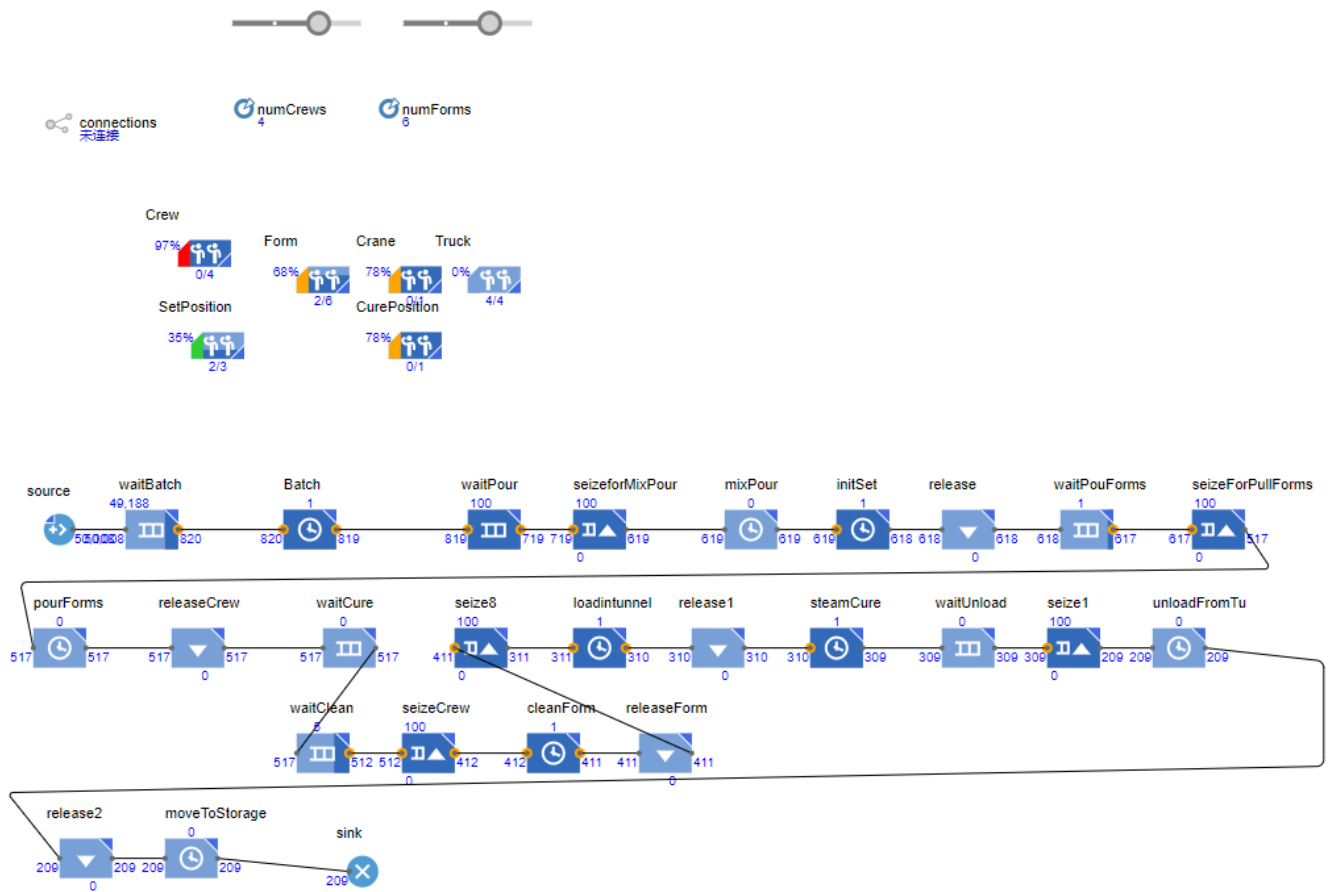 numCrews
4
numForms
6
connections
未连接
Crew
97%
0/4
Form
68%
2/6
Crane
78%
0/1
Truck
0%
4/4
SetPosition
35%
2/3
CurePosition
78%
0/1
source waitBatch Batch waitPour seizeforMixPour mixPour initSet release waitPouForms seizeForPullForms
49,188 1 100 100 0 1 1 100
820 820 819 819 719 719 619 619 619 619 618 618 618 618 617 617 517
0 0 0
pourForms releaseCrew waitCure seize8 loadintunnel release1 steamCure waitUnload seize1 unloadFromTu
0 0 100 1 1 0 100 0
517 517 517 517 517 517 411 311 311 310 310 310 310 309 309 309 309 209 209 209
0 0 0 0
waitClean seizeCrew cleanForm releaseForm
100 1
517 512 512 412 412 411 411 411
0 0
release2 moveToStorage sink
0
209 209 209 209 209
0